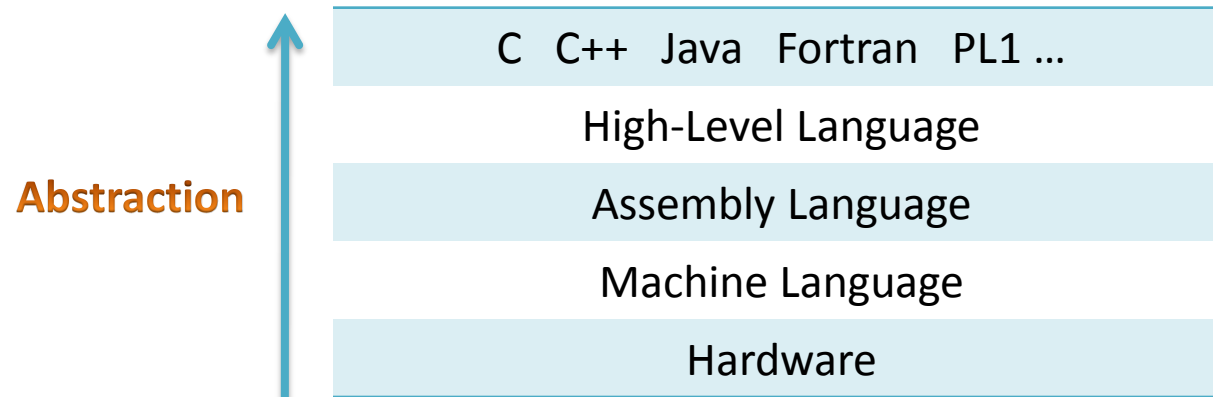 C C++ Java Fortran PL1 …
High-Level Language
Abstraction
Assembly Language
Machine Language
Hardware